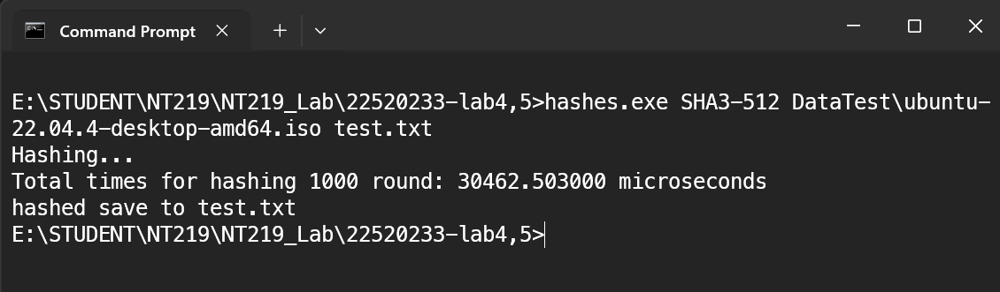 Command Prompt
E:\STUDENT\NT219\NT219_Lab\22520233-lab4,5>hashes.exe SHA3-512 DataTest\ubuntu-
22.04.4-desktop-amd64.iso test.txt
Hashing...
Total times for hashing 1000 round: 30462.503000 microseconds
hashed save to test.txt
E:\STUDENT\NT219\NT219_Lab\22520233-lab4,5>